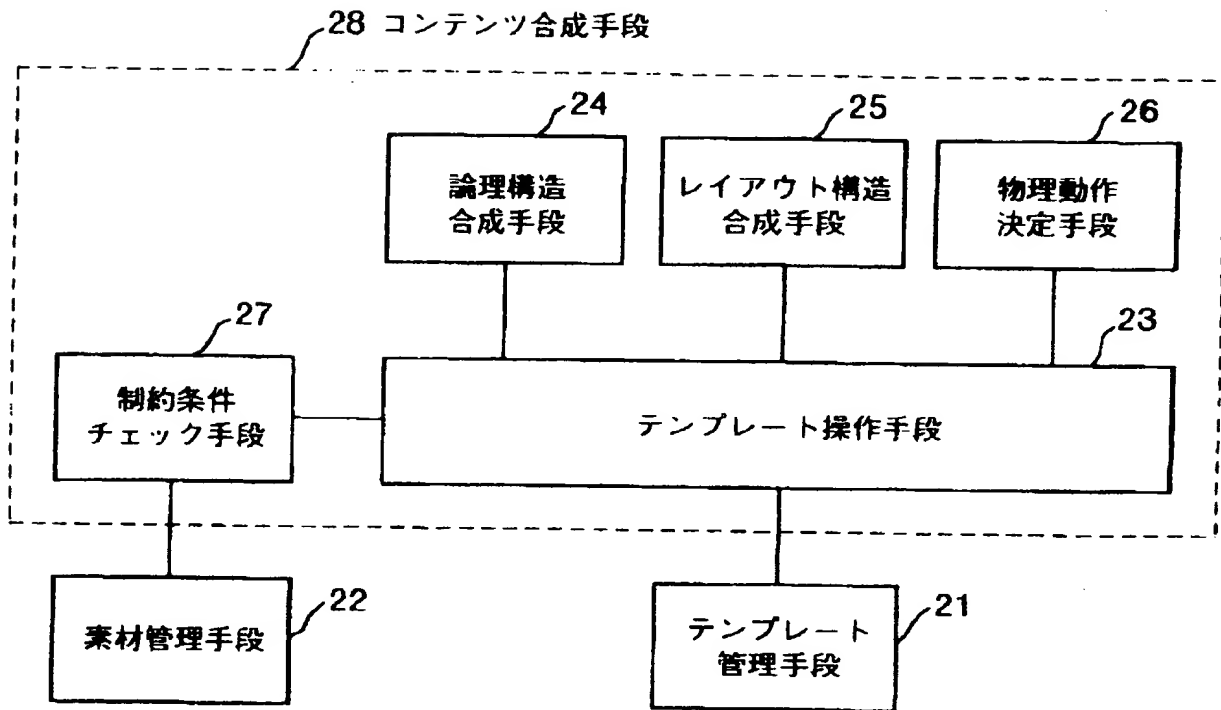 28 コンテンツ合成手段
24
25
26
論理構造
合成手段
レイアウト構造
合成手段
物理動作
決定手段
27
23
制約条件
チェック手段
テンプレート操作手段
22
21
素材管理手段
テンプレート
管理手段